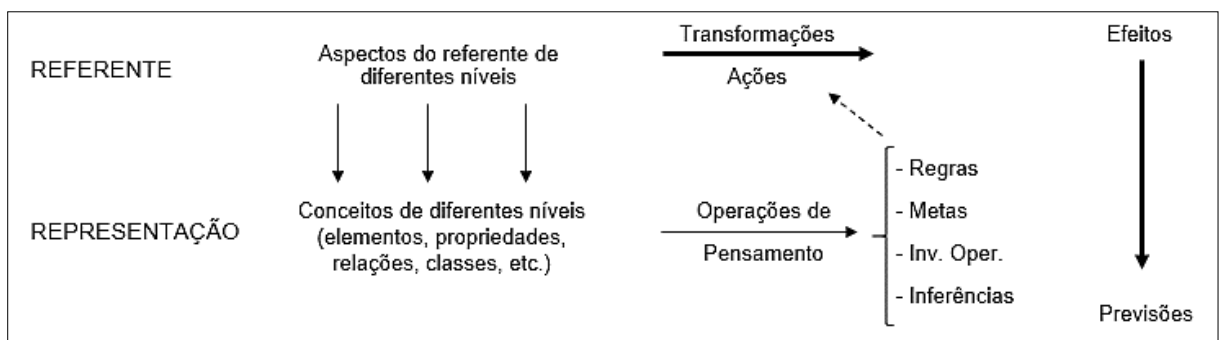 REFERENTE
Aspectos do referente de
diferentes níveis
Transformações
Ações
Efeitos
REPRESENTAÇÃO
Conceitos de diferentes níveis
(elementos, propriedades,
relações, classes, etc.)
Operações de
Pensamento
- Regras
- Metas
- Inv. Oper.
- Inferências
Previsões